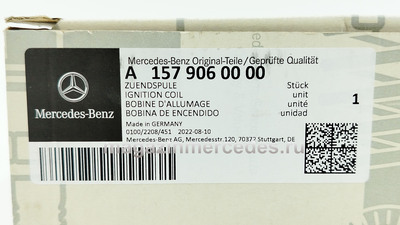 Mercedes-Benz Original-Teile/Geprüfte Qualität
A 157 906 00 00
ZUENDSPULE Stück
IGNITION COIL unit
BOBINE D'ALLUMAGE unité
BOBINA DE ENCENDIDO unidad
1
Mercedes-Benz
Made in GERMANY
0100/2208/451 2022-08-10
Mercedes-Benz AG, Mercedesstr.120, 70372 Stuttgart, DE
magazinmercedes.ru